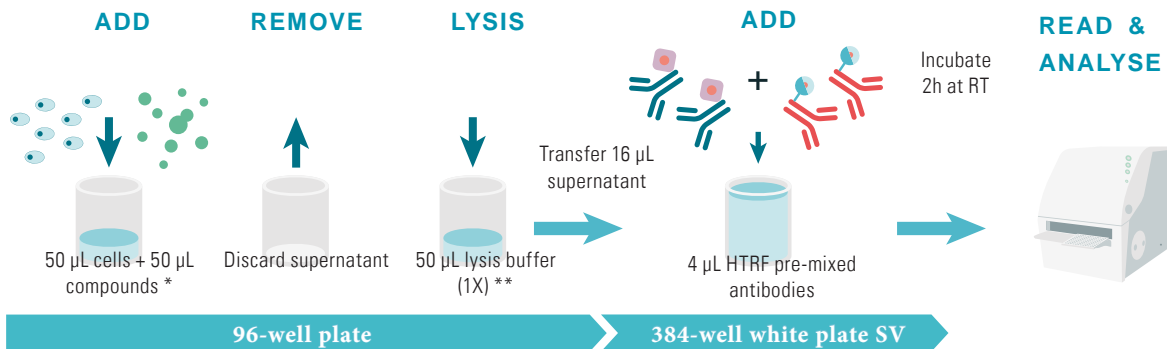 ADD
REMOVE
LYSIS
ADD
Incubate
2h at RT
READ &
ANALYSE
Transfer 16 µL
supernatant
50 µL cells + 50 µL
compounds *
Discard supernatant
50 µL lysis buffer
(1X) **
4 µL HTRF pre-mixed
antibodies
96-well plate
384-well white plate SV